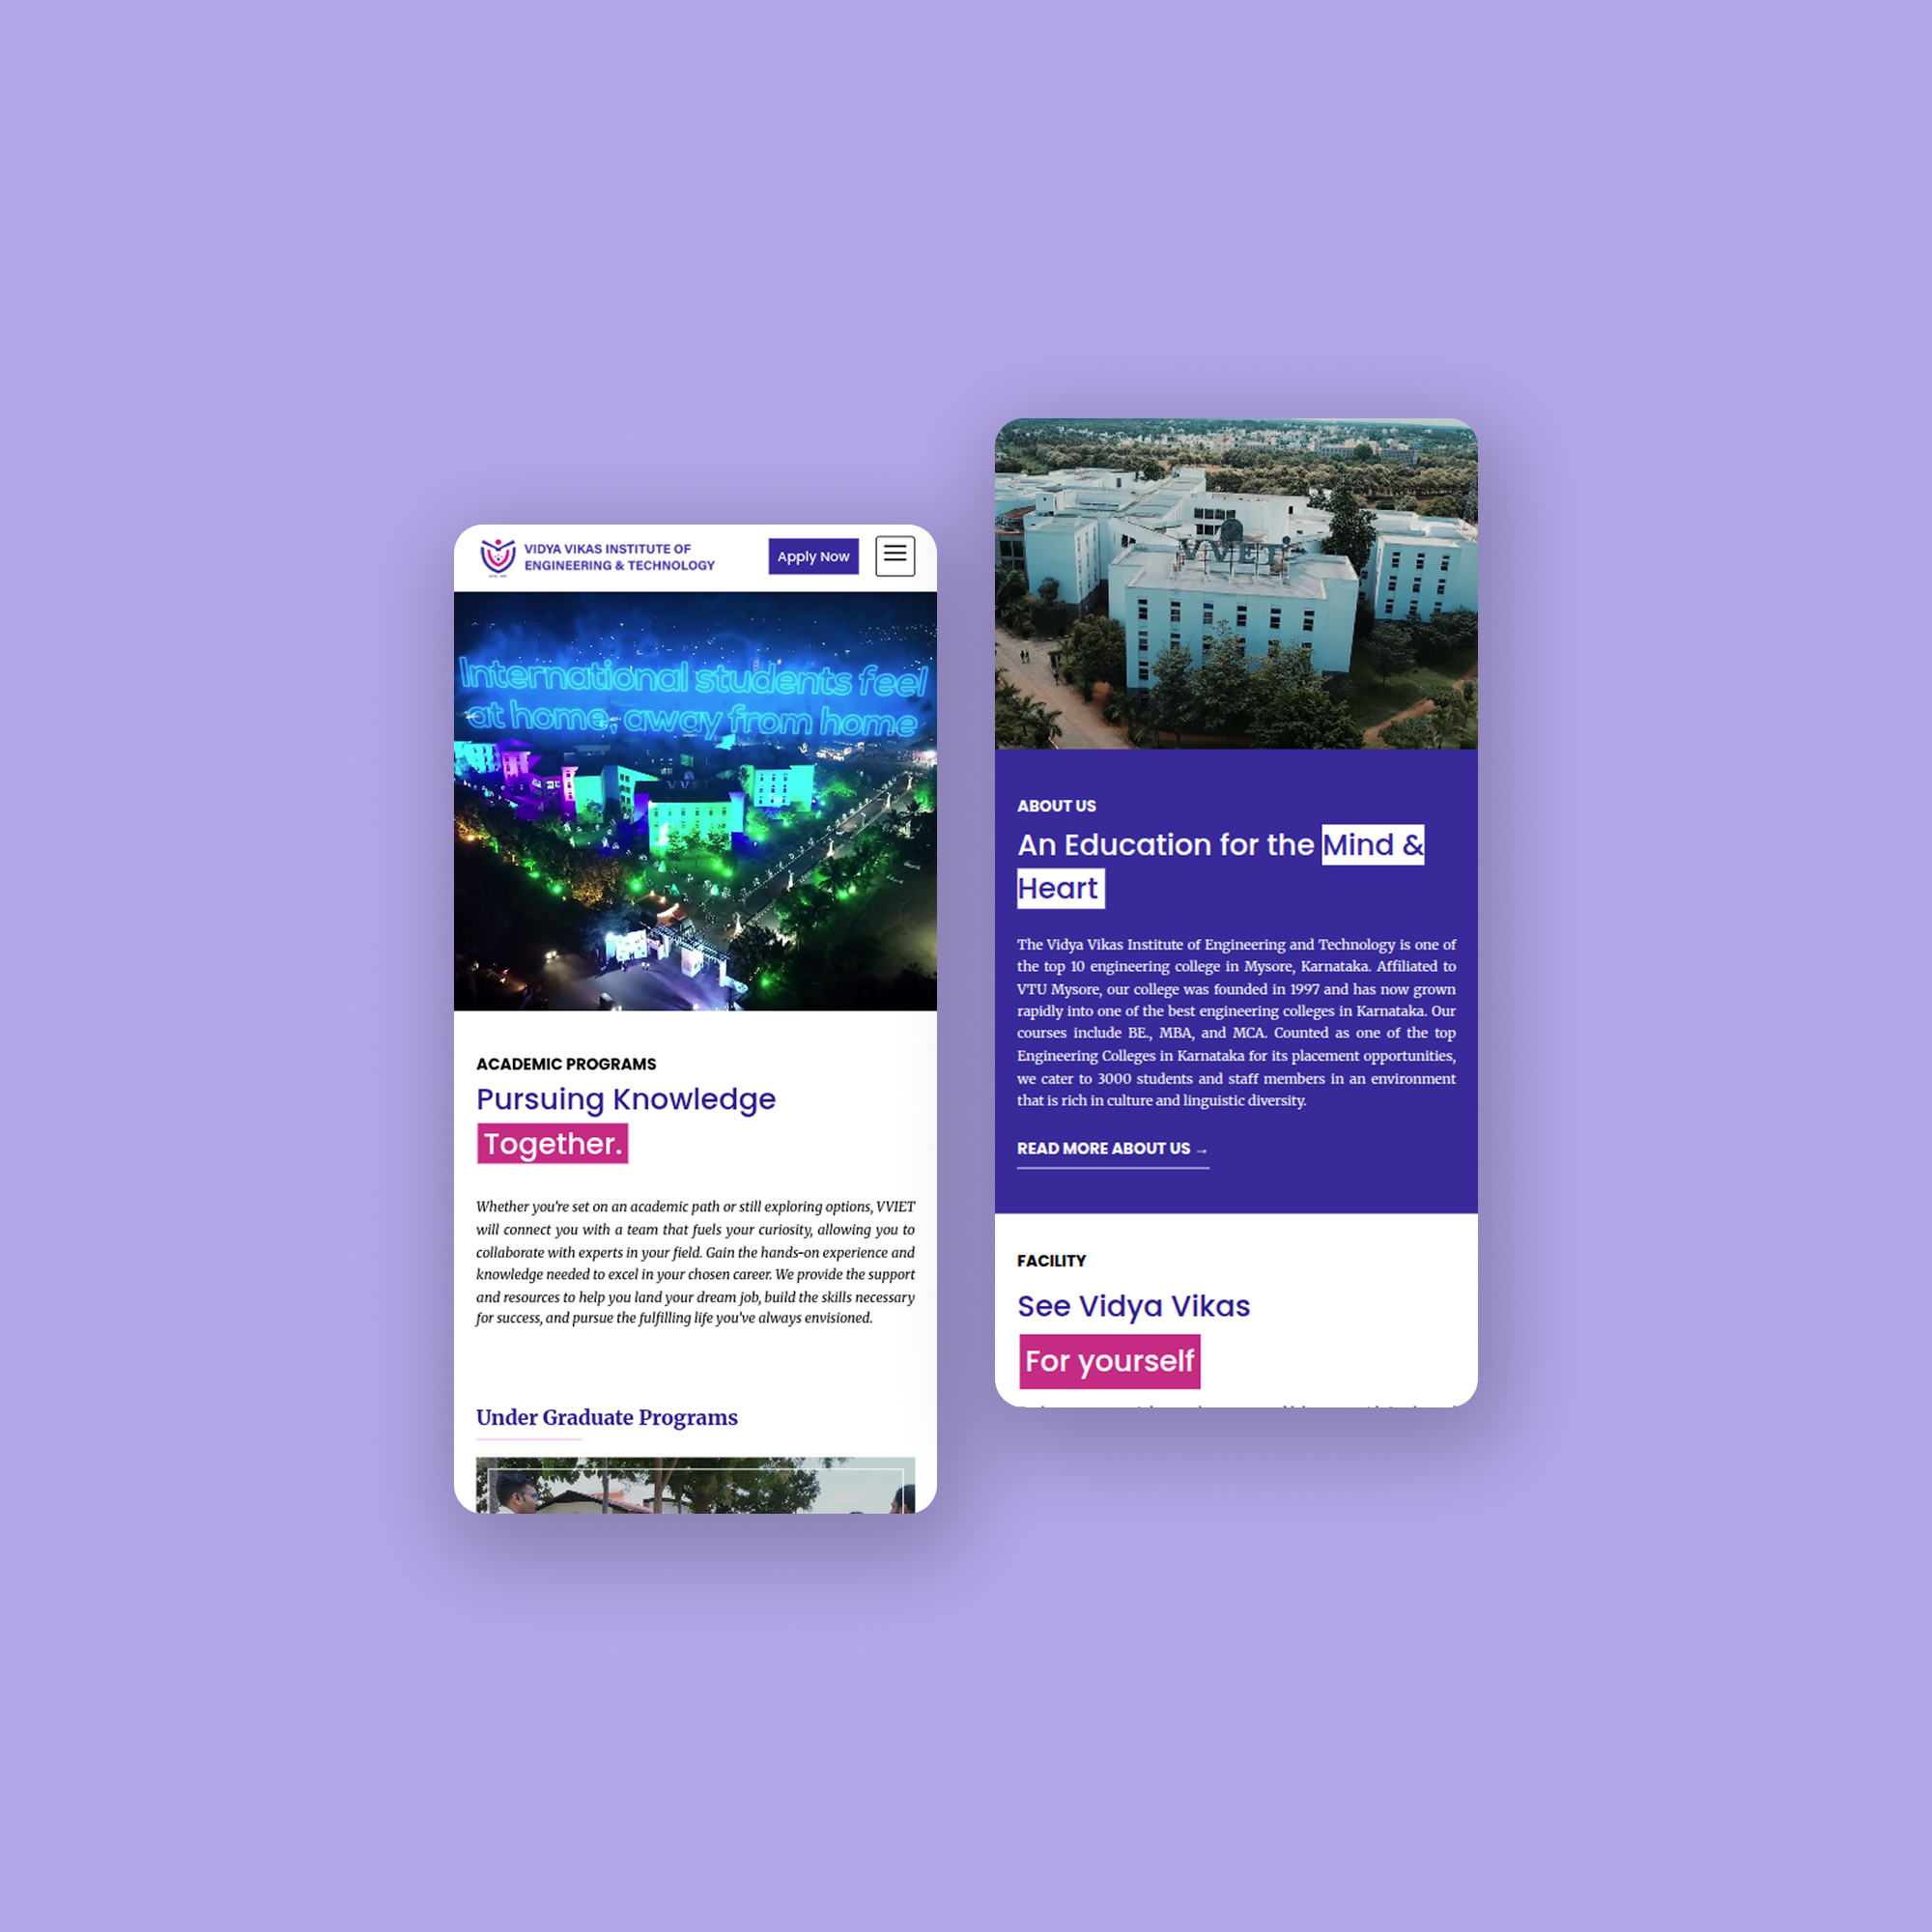 VIDYA VIKAS INSTITUTE OF
ENGINEERING & TECHNOLOGY
Apply Now
International students feel
at home, away from home
ACADEMIC PROGRAMS
Pursuing Knowledge
Together.
Whether you're set on an academic path or still exploring options, VVIET
will connect you with a team that fuels your curiosity, allowing you to
collaborate with experts in your field. Gain the hands-on experience and
knowledge needed to excel in your chosen career. We provide the support
and resources to help you land your dream job, build the skills necessary
for success, and pursue the fulfilling life you've always envisioned.
Under Graduate Programs
VVIET
ABOUT US
An Education for the Mind &
Heart
The Vidya Vikas Institute of Engineering and Technology is one of
the top 10 engineering college in Mysore, Karnataka. Affiliated to
VTU Mysore, our college was founded in 1997 and has now grown
rapidly into one of the best engineering colleges in Karnataka. Our
courses include BE., MBA, and MCA. Counted as one of the top
Engineering Colleges in Karnataka for its placement opportunities,
we cater to 3000 students and staff members in an environment
that is rich in culture and linguistic diversity.
READ MORE ABOUT US →
FACILITY
See Vidya Vikas
For yourself